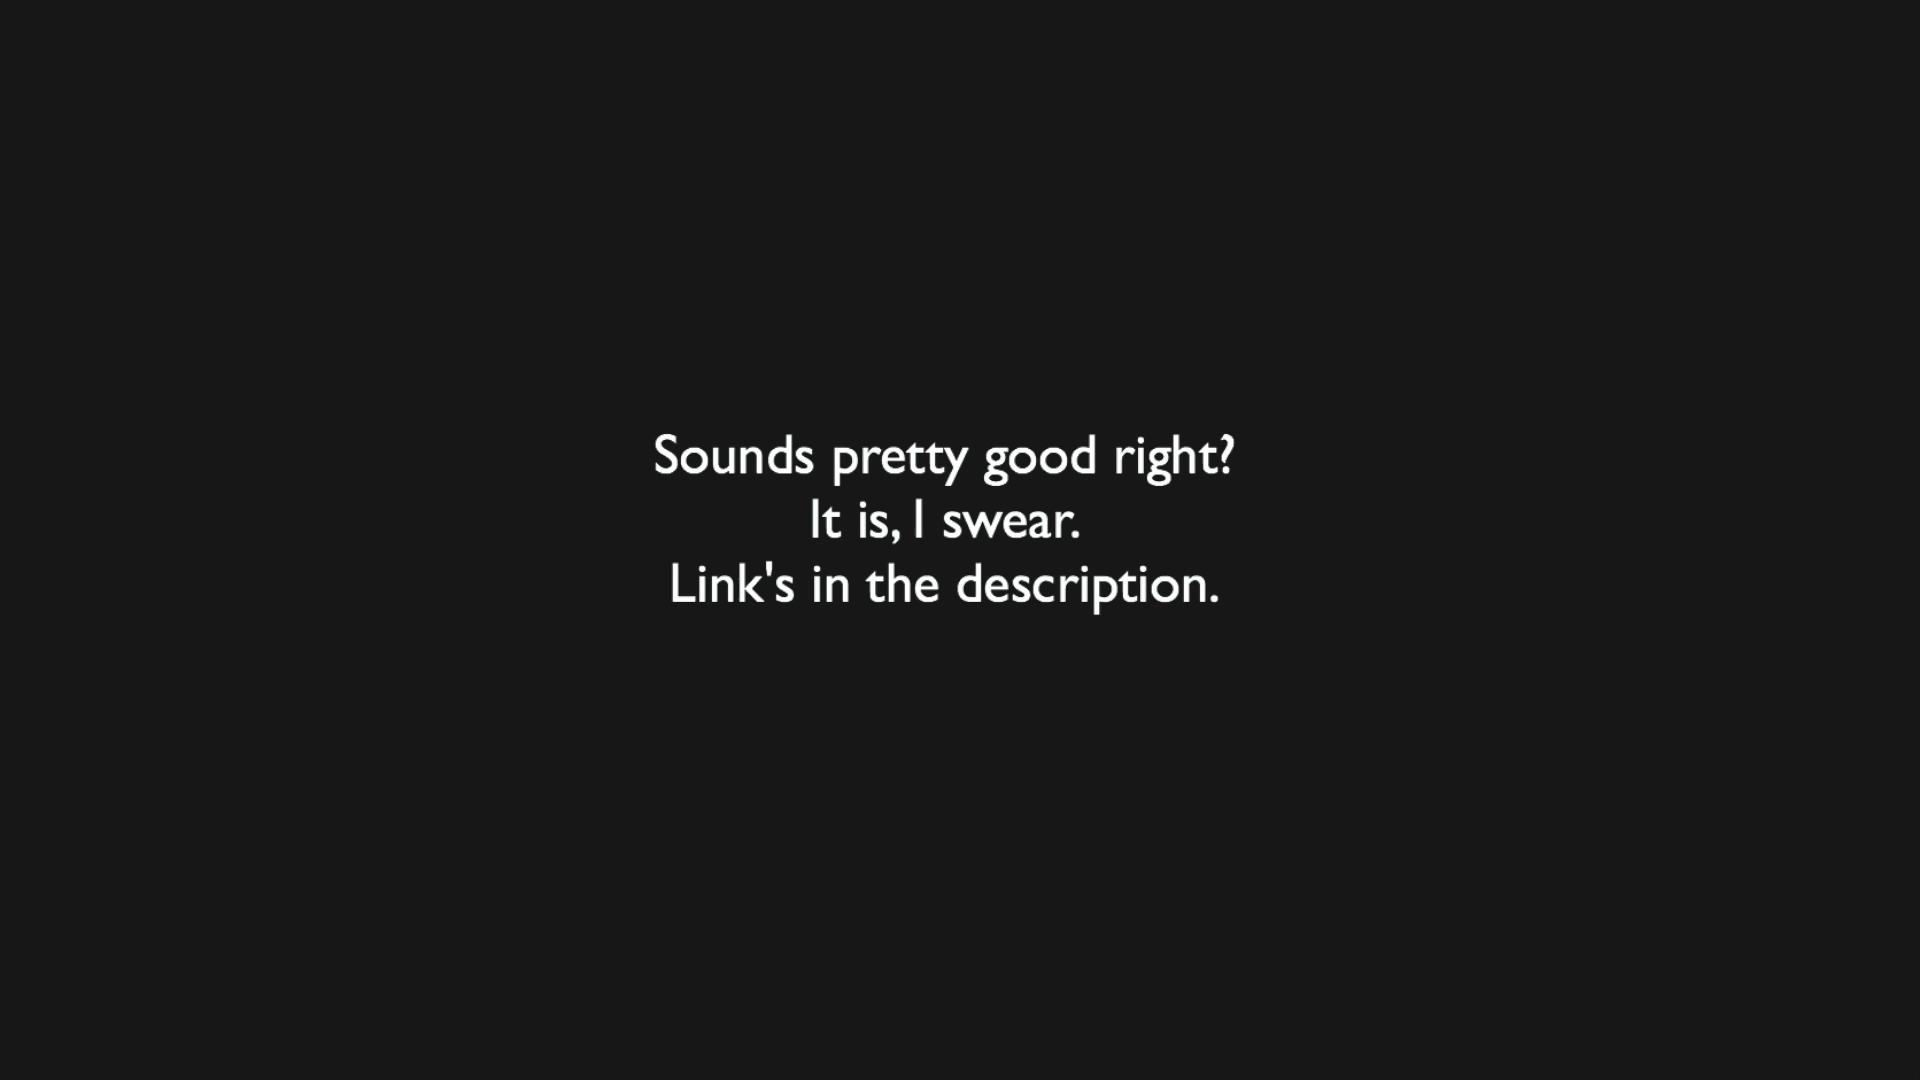 Sounds pretty good right?
It is, I swear.
Link's in the description.